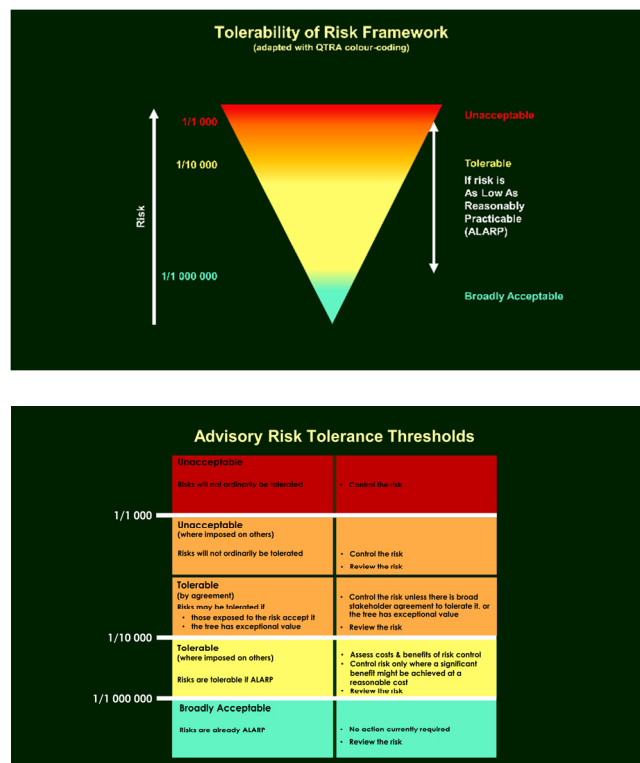 Tolerability of Risk Framework
(adapted with QTRA colour-coding)
1/1 000
1/10 000
1/1 000 000
Risk
Unacceptable
Tolerable
If risk is
As Low As
Reasonably
Practicable
(ALARP)
Broadly Acceptable
Advisory Risk Tolerance Thresholds
Unacceptable
Risks will not ordinarily be tolerated
• Control the risk
1/1 000
Unacceptable
(where imposed on others)
Risks will not ordinarily be tolerated
• Control the risk
• Review the risk
Tolerable
(by agreement)
Risks may be tolerated if
• those exposed to the risk accept it
• the tree has exceptional value
• Control the risk unless there is broad
stakeholder agreement to tolerate it, or
the tree has exceptional value
• Review the risk
1/10 000
Tolerable
(where imposed on others)
Risks are tolerable if ALARP
• Assess costs & benefits of risk control
• Control risk only where a significant
benefit might be achieved at a
reasonable cost
• Review the risk
1/1 000 000
Broadly Acceptable
Risks are already ALARP
• No action currently required
• Review the risk